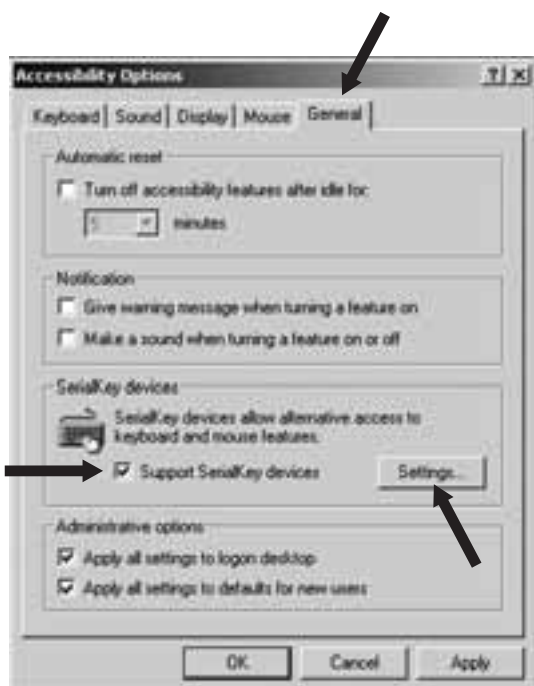 Accessibility Options
Keyboard Sound Display Mouse General
Automatic reset
Turn off accessibility features after idle for:
5 minutes
Notification
Give warning message when turning a feature on
Make a sound when turning a feature on or off
SerialKey devices
SerialKey devices allow alternative access to
keyboard and mouse features.
Support SerialKey devices Settings...
Administrative options
Apply all settings to logon desktop
Apply all settings to defaults for new users
OK Cancel Apply